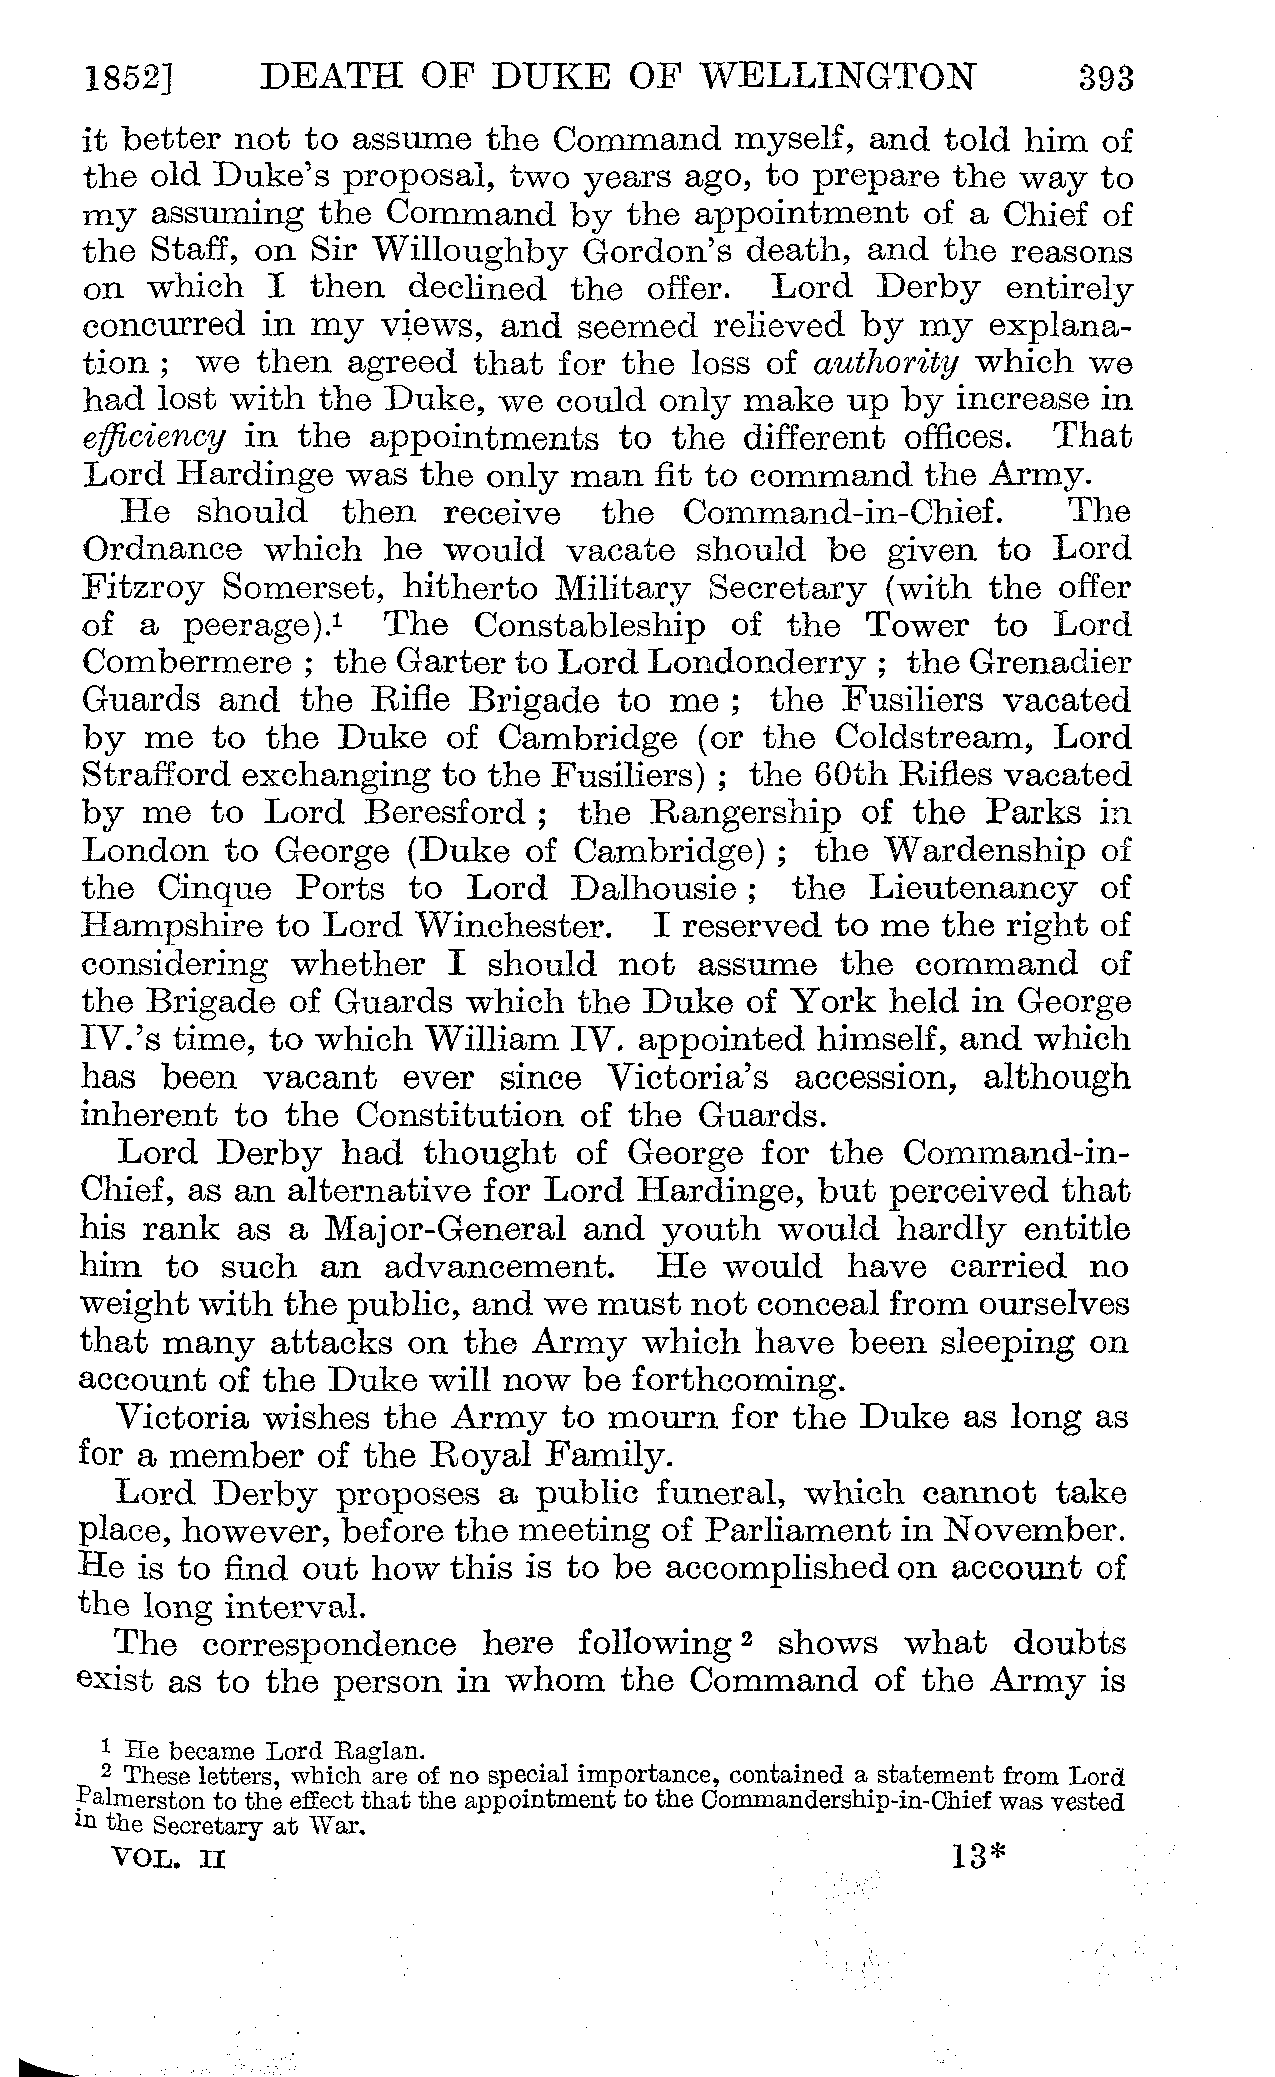 1852] DEATH OF DUKE OF WELLINGTON 393
it better not to assume the Command myself, and told him of
the old Duke's proposal, two years ago, to prepare the way to
my assuming the Command by the appointment of a Chief of
the Staff, on Sir Willoughby Gordon's death, and the reasons
on which I then declined the offer. Lord Derby entirely
concurred in my views, and seemed relieved by my explana-
tion ; we then agreed that for the loss of authority which we
had lost with the Duke, we could only make up by increase in
efficiency in the appointments to the different offices. That
Lord Hardinge was the only man fit to command the Army.
He should then receive the Command-in-Chief. The
Ordnance which he would vacate should be given to Lord
Fitzroy Somerset, hitherto Military Secretary (with the offer
of a peerage).¹ The Constableship of the Tower to Lord
Combermere ; the Garter to Lord Londonderry ; the Grenadier
Guards and the Rifle Brigade to me ; the Fusiliers vacated
by me to the Duke of Cambridge (or the Coldstream, Lord
Strafford exchanging to the Fusiliers) ; the 60th Rifles vacated
by me to Lord Beresford ; the Rangership of the Parks in
London to George (Duke of Cambridge) ; the Wardenship of
the Cinque Ports to Lord Dalhousie ; the Lieutenancy of
Hampshire to Lord Winchester. I reserved to me the right of
considering whether I should not assume the command of
the Brigade of Guards which the Duke of York held in George
IV.'s time, to which William IV. appointed himself, and which
has been vacant ever since Victoria's accession, although
inherent to the Constitution of the Guards.
Lord Derby had thought of George for the Command-in-
Chief, as an alternative for Lord Hardinge, but perceived that
his rank as a Major-General and youth would hardly entitle
him to such an advancement. He would have carried no
weight with the public, and we must not conceal from ourselves
that many attacks on the Army which have been sleeping on
account of the Duke will now be forthcoming.
Victoria wishes the Army to mourn for the Duke as long as
for a member of the Royal Family.
Lord Derby proposes a public funeral, which cannot take
place, however, before the meeting of Parliament in November.
He is to find out how this is to be accomplished on account of
the long interval.
The correspondence here following ² shows what doubts
exist as to the person in whom the Command of the Army is
¹ He became Lord Raglan.
² These letters, which are of no special importance, contained a statement from Lord
Palmerston to the effect that the appointment to the Commandership-in-Chief was vested
in the Secretary at War.
VOL. II 13*